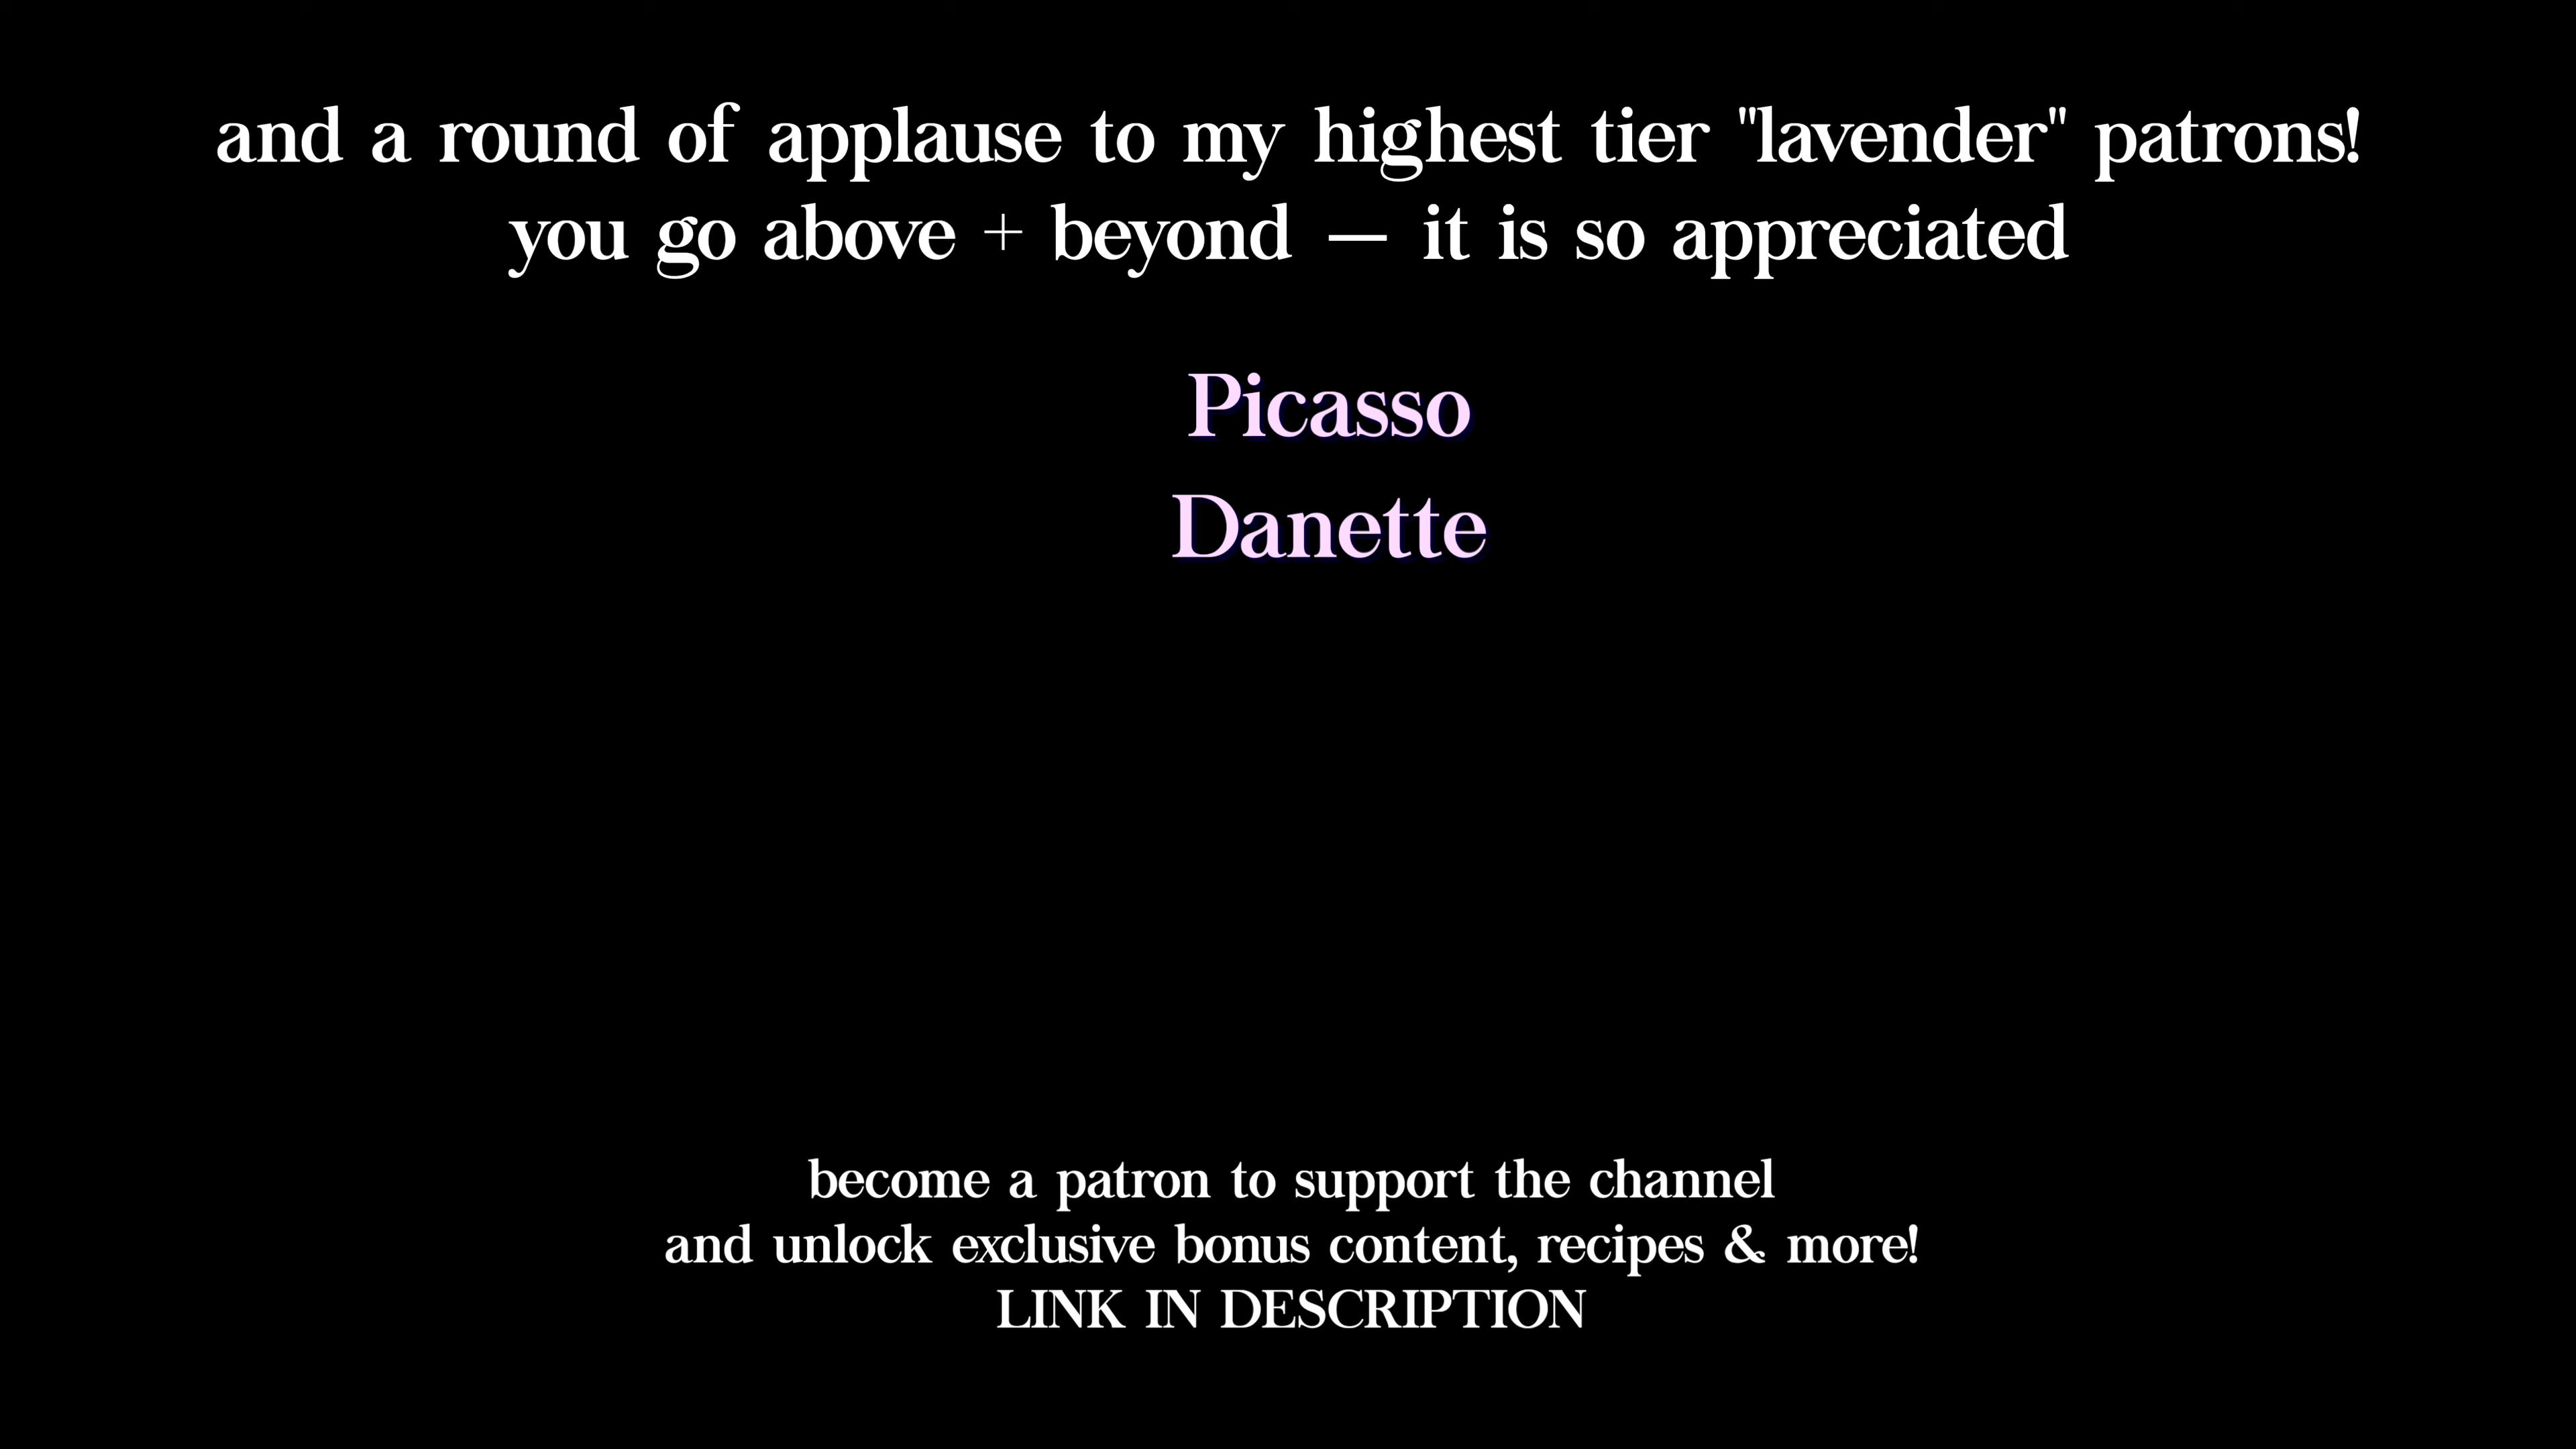 and a round of applause to my highest tier "lavender" patrons!
you go above + beyond — it is so appreciated
Picasso
Danette
become a patron to support the channel
and unlock exclusive bonus content, recipes & more!
LINK IN DESCRIPTION